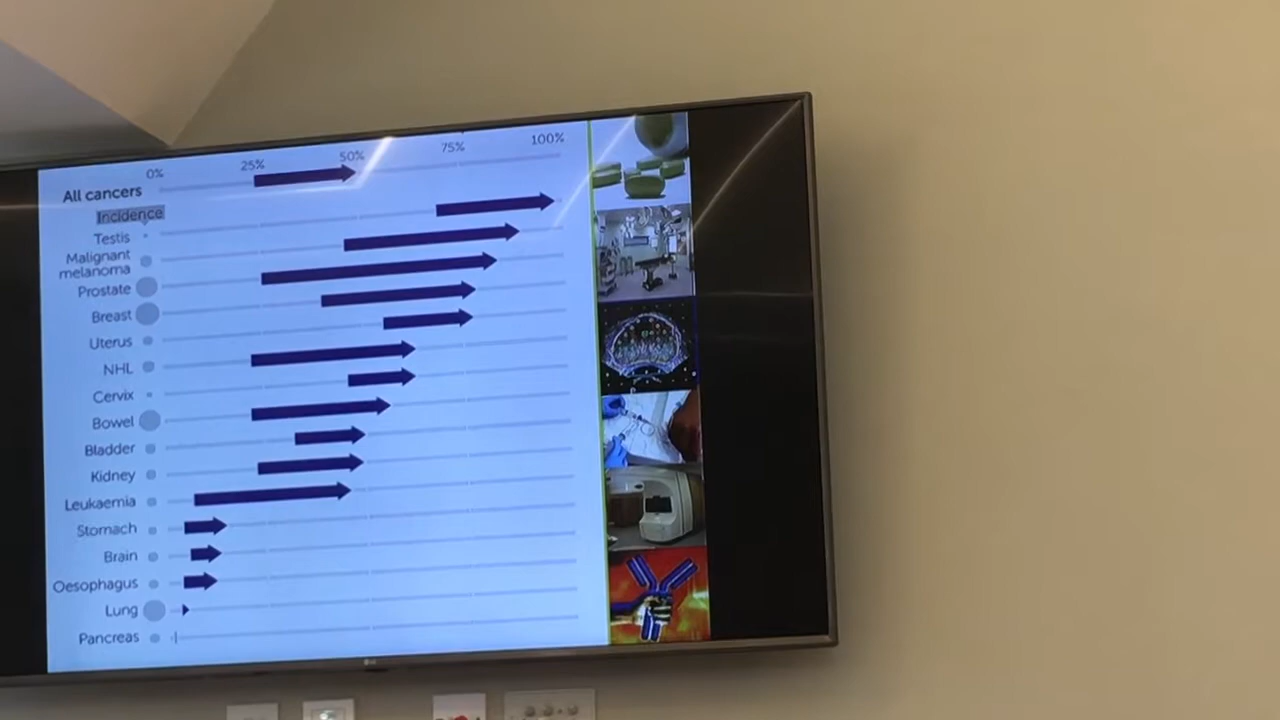 0% 25% 50% 75% 100%
All cancers
Incidence
Testis
Malignant
melanoma
Prostate
Breast
Uterus
NHL
Cervix
Bowel
Bladder
Kidney
Leukaemia
Stomach
Brain
Oesophagus
Lung
Pancreas
LG